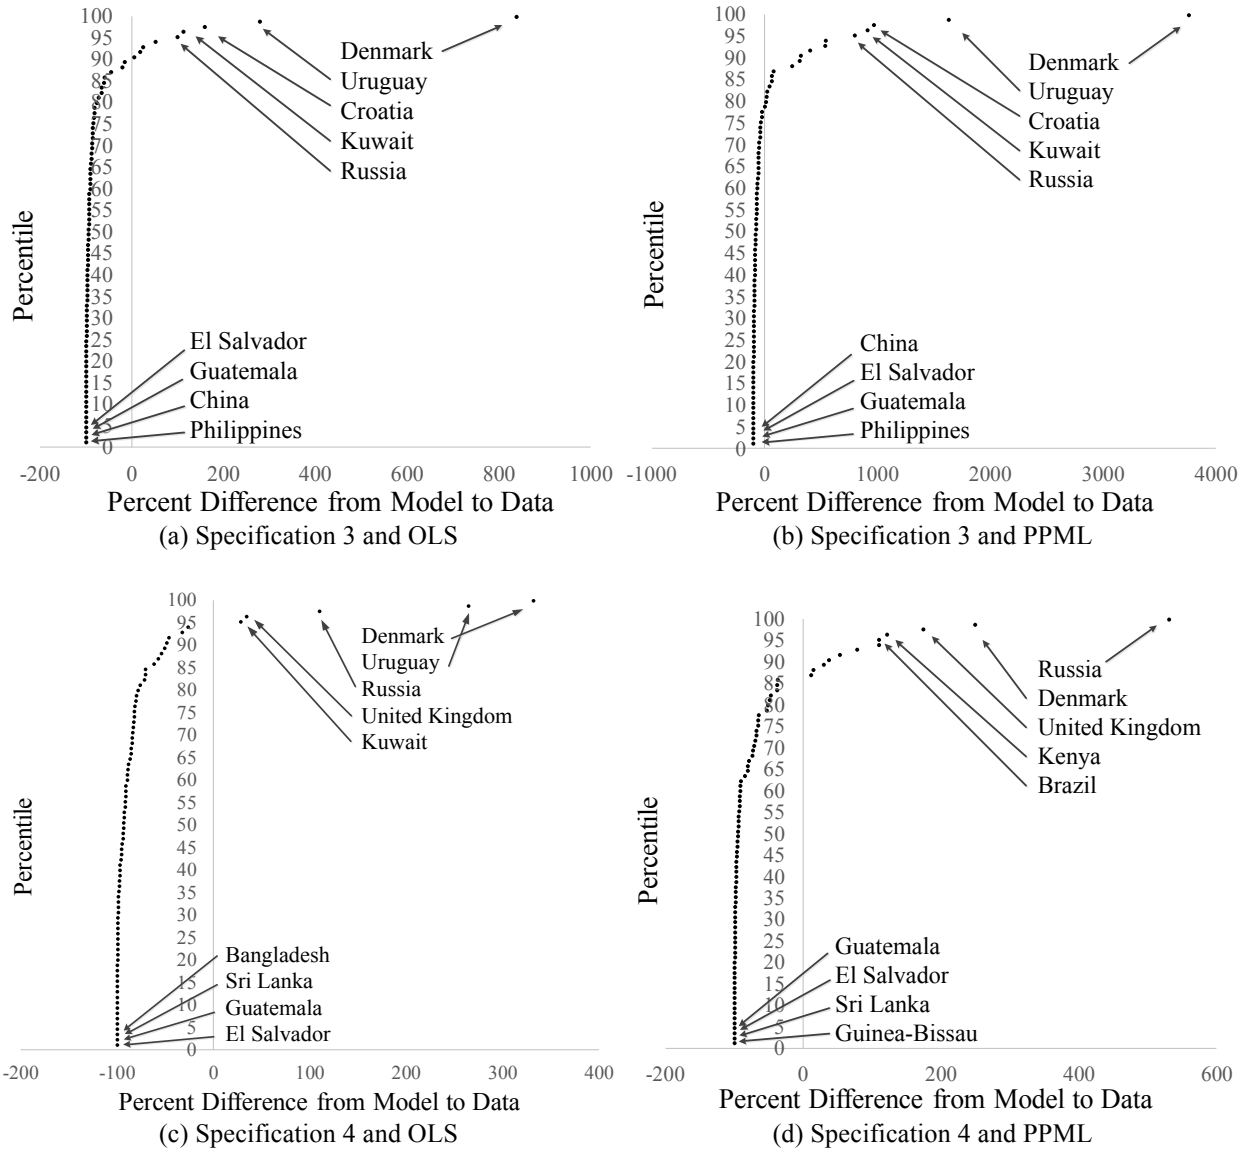 100
95
90
85
80
75
70
65
60
55
50
45
40
35
30
25
20
15
10
5
0
Percentile
Denmark
Uruguay
Croatia
Kuwait
Russia
El Salvador
Guatemala
China
Philippines
-200 0 200 400 600 800 1000
Percent Difference from Model to Data
(a) Specification 3 and OLS
100
95
90
85
80
75
70
65
60
55
50
45
40
35
30
25
20
15
10
5
0
Percentile
Denmark
Uruguay
Croatia
Kuwait
Russia
China
El Salvador
Guatemala
Philippines
-1000 0 1000 2000 3000 4000
Percent Difference from Model to Data
(b) Specification 3 and PPML
100
95
90
85
80
75
70
65
60
55
50
45
40
35
30
25
20
15
10
5
0
Percentile
Denmark
Uruguay
Russia
United Kingdom
Kuwait
Bangladesh
Sri Lanka
Guatemala
El Salvador
-200 -100 0 100 200 300 400
Percent Difference from Model to Data
(c) Specification 4 and OLS
100
95
90
85
80
75
70
65
60
55
50
45
40
35
30
25
20
15
10
5
0
Percentile
Russia
Denmark
United Kingdom
Kenya
Brazil
Guatemala
El Salvador
Sri Lanka
Guinea-Bissau
-200 0 200 400 600
Percent Difference from Model to Data
(d) Specification 4 and PPML